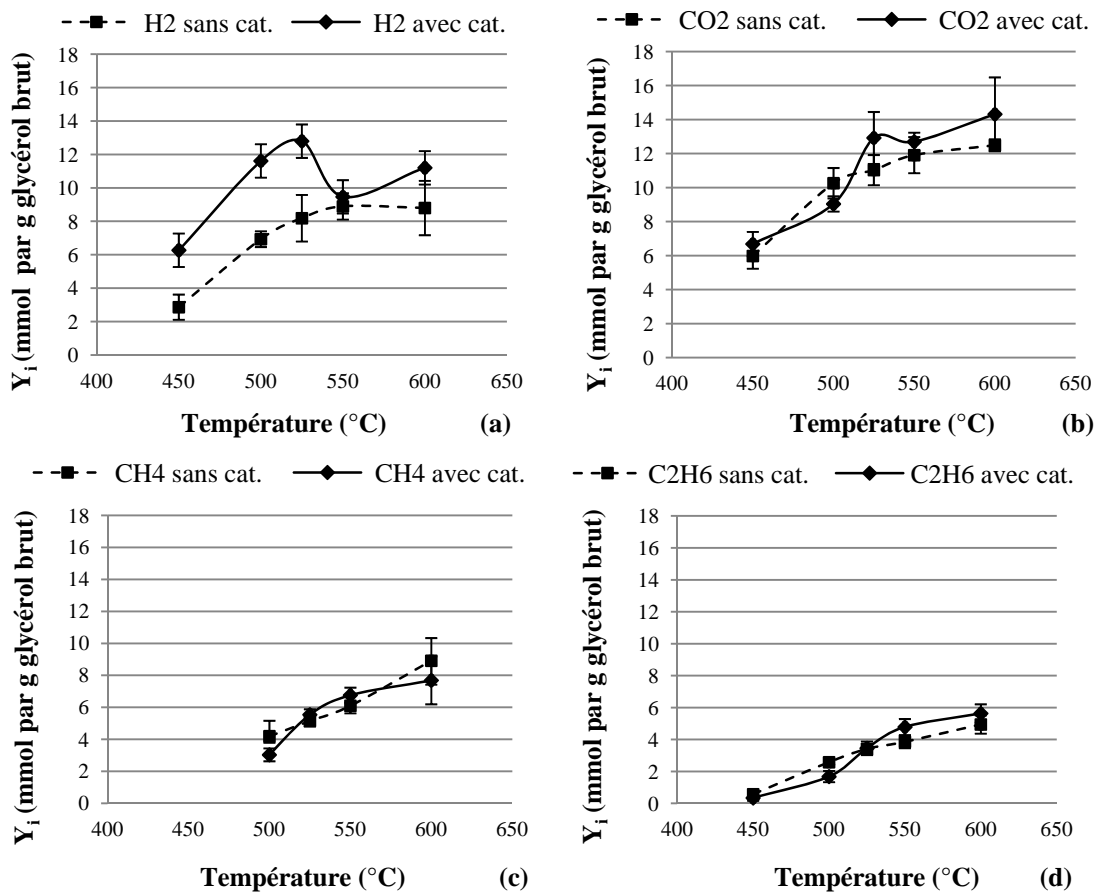 H2 sans cat. H2 avec cat.
18
16
14
12
10
8
6
4
2
0
400 450 500 550 600 650
Y_i (mmol par g glycérol brut)
Température (°C) (a)
CO2 sans cat. CO2 avec cat.
18
16
14
12
10
8
6
4
2
0
400 450 500 550 600 650
Y_i (mmol par g glycérol brut)
Température (°C) (b)
CH4 sans cat. CH4 avec cat.
18
16
14
12
10
8
6
4
2
0
400 450 500 550 600 650
Y_i (mmol par g glycérol brut)
Température (°C) (c)
C2H6 sans cat. C2H6 avec cat.
18
16
14
12
10
8
6
4
2
0
400 450 500 550 600 650
Y_i (mmol par g glycérol brut)
Température (°C) (d)